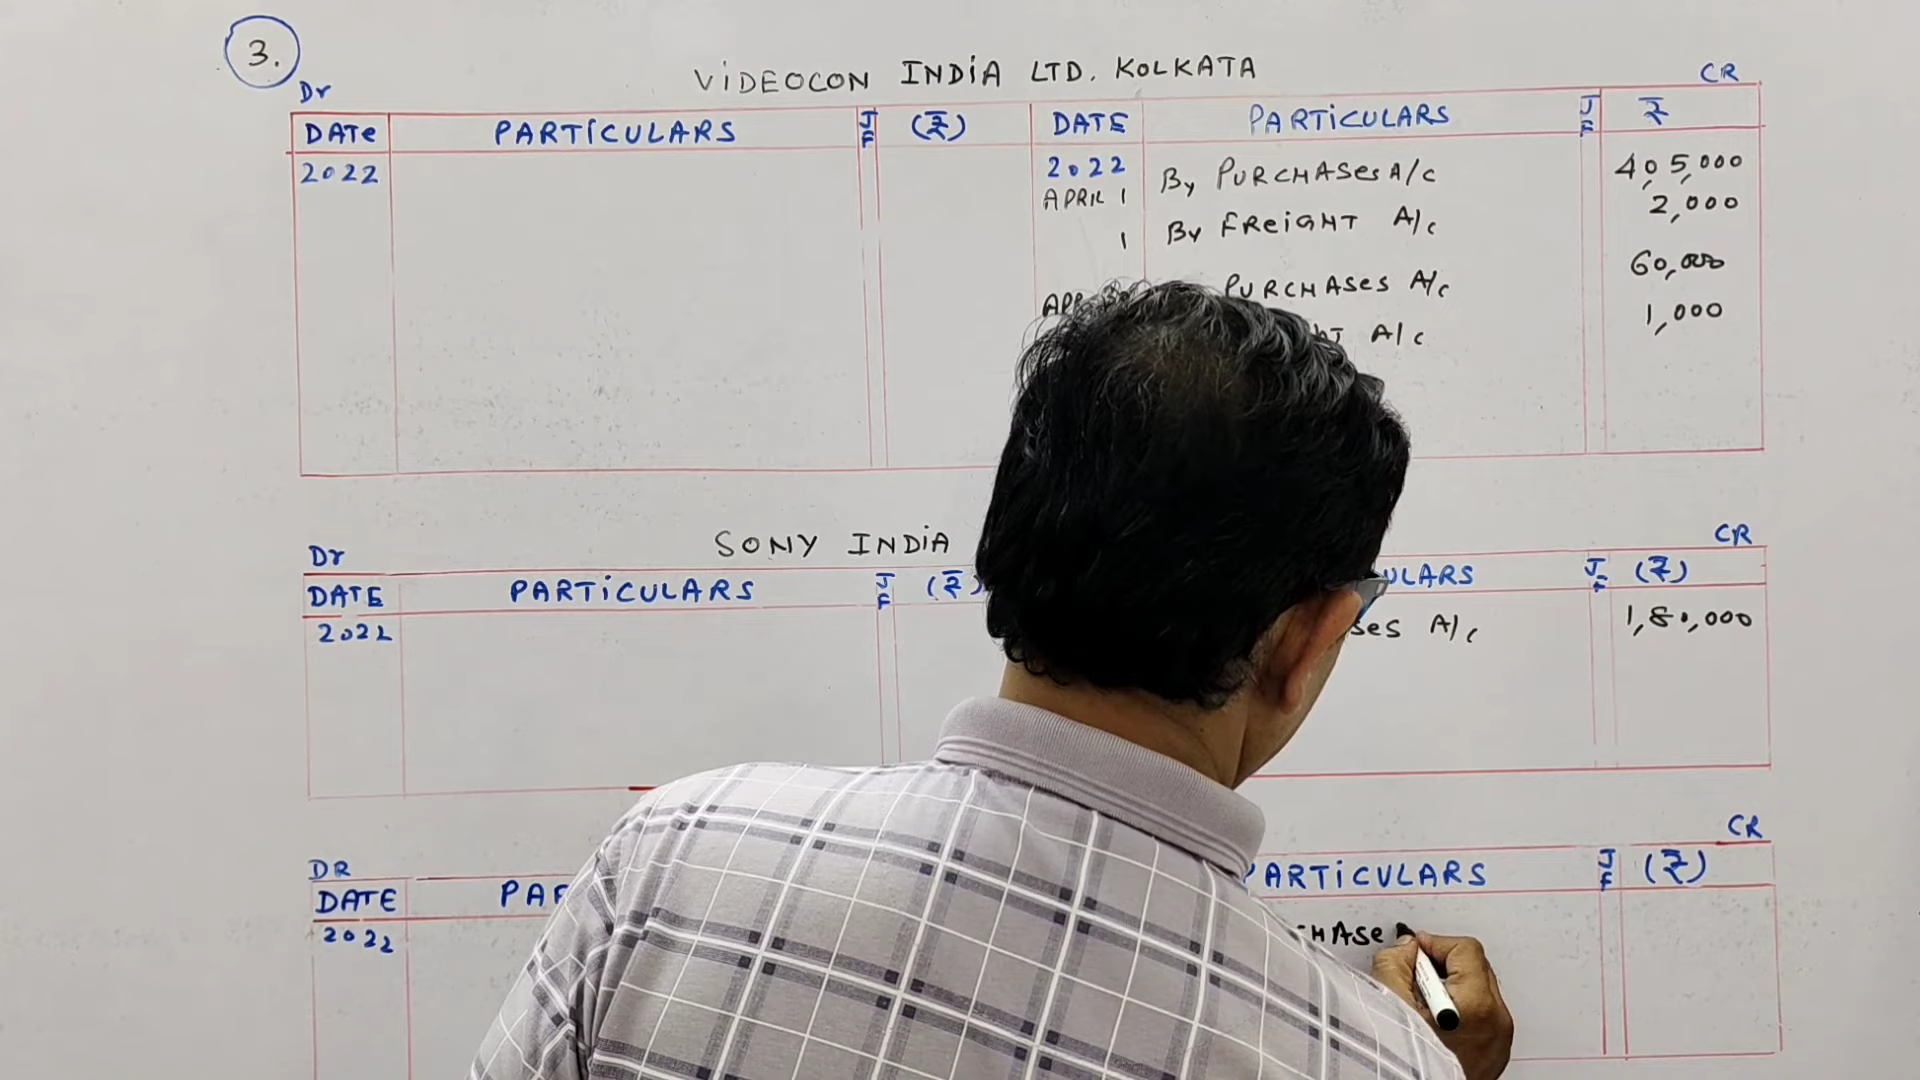 3.
VIDEOCON INDIA LTD. KOLKATA
Dr CR
DATE PARTICULARS J F (₹) DATE PARTICULARS J F ₹
2022 2022 By PURCHASES A/c 4,05,000
APRIL 1
1 By FREIGHT A/c 2,000
PURCHASES A/c 60,000
A/c 1,000
SONY INDIA
Dr CR
DATE PARTICULARS J F (₹) J F (₹)
2022 A/c 1,80,000
DR CR
DATE PARTICULARS J F (₹)
2022